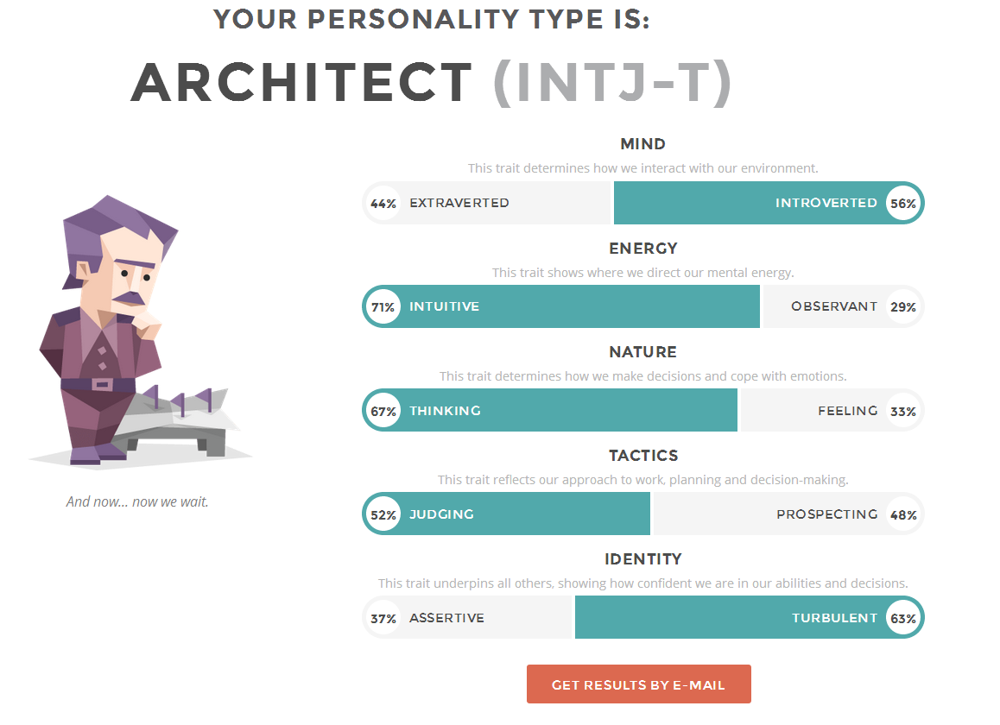 YOUR PERSONALITY TYPE IS:
ARCHITECT (INTJ-T)
MIND
This trait determines how we interact with our environment.
44% EXTRAVERTED INTROVERTED 56%
ENERGY
This trait shows where we direct our mental energy.
71% INTUITIVE OBSERVANT 29%
NATURE
This trait determines how we make decisions and cope with emotions.
67% THINKING FEELING 33%
TACTICS
This trait reflects our approach to work, planning and decision-making.
52% JUDGING PROSPECTING 48%
IDENTITY
This trait underpins all others, showing how confident we are in our abilities and decisions.
37% ASSERTIVE TURBULENT 63%
And now... now we wait.
GET RESULTS BY E-MAIL